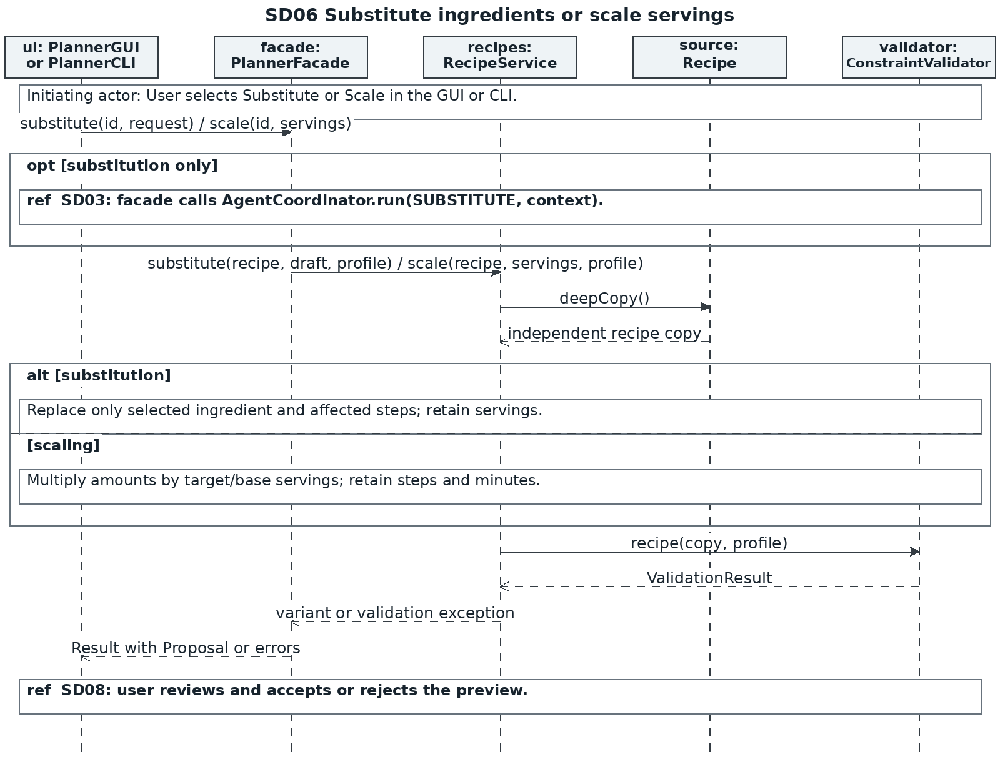 SD06 Substitute ingredients or scale servings
ui: PlannerGUI
or PlannerCLI
facade:
PlannerFacade
recipes:
RecipeService
source:
Recipe
validator:
ConstraintValidator
Initiating actor: User selects Substitute or Scale in the GUI or CLI.
substitute(id, request) / scale(id, servings)
opt [substitution only]
ref  SD03: facade calls AgentCoordinator.run(SUBSTITUTE, context).
substitute(recipe, draft, profile) / scale(recipe, servings, profile)
deepCopy()
independent recipe copy
alt [substitution]
Replace only selected ingredient and affected steps; retain servings.
[scaling]
Multiply amounts by target/base servings; retain steps and minutes.
recipe(copy, profile)
ValidationResult
variant or validation exception
Result with Proposal or errors
ref  SD08: user reviews and accepts or rejects the preview.